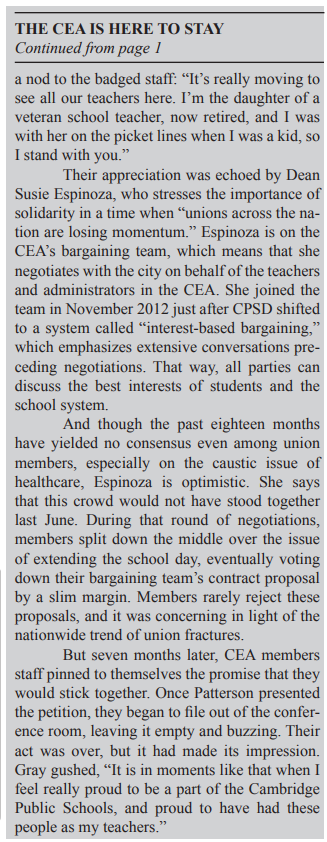 THE CEA IS HERE TO STAY
Continued from page 1
a nod to the badged staff: “It’s really moving to
see all our teachers here. I’m the daughter of a
veteran school teacher, now retired, and I was
with her on the picket lines when I was a kid, so
I stand with you.”
Their appreciation was echoed by Dean
Susie Espinoza, who stresses the importance of
solidarity in a time when “unions across the na-
tion are losing momentum.” Espinoza is on the
CEA’s bargaining team, which means that she
negotiates with the city on behalf of the teachers
and administrators in the CEA. She joined the
team in November 2012 just after CPSD shifted
to a system called “interest-based bargaining,”
which emphasizes extensive conversations pre-
ceding negotiations. That way, all parties can
discuss the best interests of students and the
school system.
And though the past eighteen months
have yielded no consensus even among union
members, especially on the caustic issue of
healthcare, Espinoza is optimistic. She says
that this crowd would not have stood together
last June. During that round of negotiations,
members split down the middle over the issue
of extending the school day, eventually voting
down their bargaining team’s contract proposal
by a slim margin. Members rarely reject these
proposals, and it was concerning in light of the
nationwide trend of union fractures.
But seven months later, CEA members
staff pinned to themselves the promise that they
would stick together. Once Patterson presented
the petition, they began to file out of the confer-
ence room, leaving it empty and buzzing. Their
act was over, but it had made its impression.
Gray gushed, “It is in moments like that when I
feel really proud to be a part of the Cambridge
Public Schools, and proud to have had these
people as my teachers.”